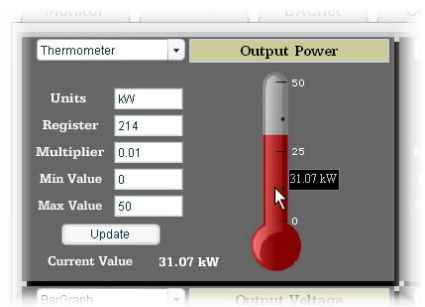 Monitor
BACnet
Thermometer
Output Power
Units kW
Register 214
Multiplier 0.01
Min Value 0
Max Value 50
Update
Current Value 31.07 kW
50
25
31.07 kW
0
BarGraph
Output Voltage